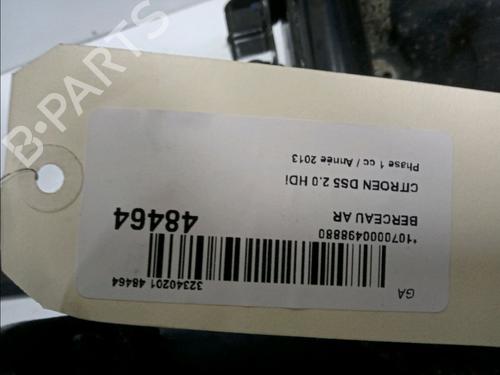 GA
32340201 48464
*1070000498880
BERCEAU AR
48464
CITROEN DS5 2.0 HDi
Phase 1 cc / Année 2013
B-PARTS